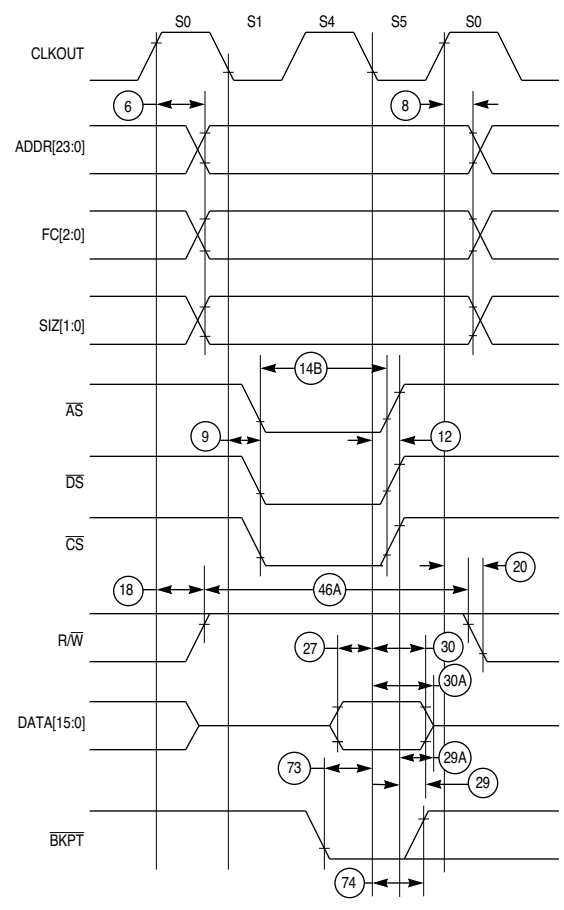 S0 S1 S4 S5 S0
CLKOUT
6 8
ADDR[23:0]
FC[2:0]
SIZ[1:0]
14B
AS
9 12
DS
CS
20
18 46A
R/W
27 30
30A
DATA[15:0]
29A
73 29
BKPT
74